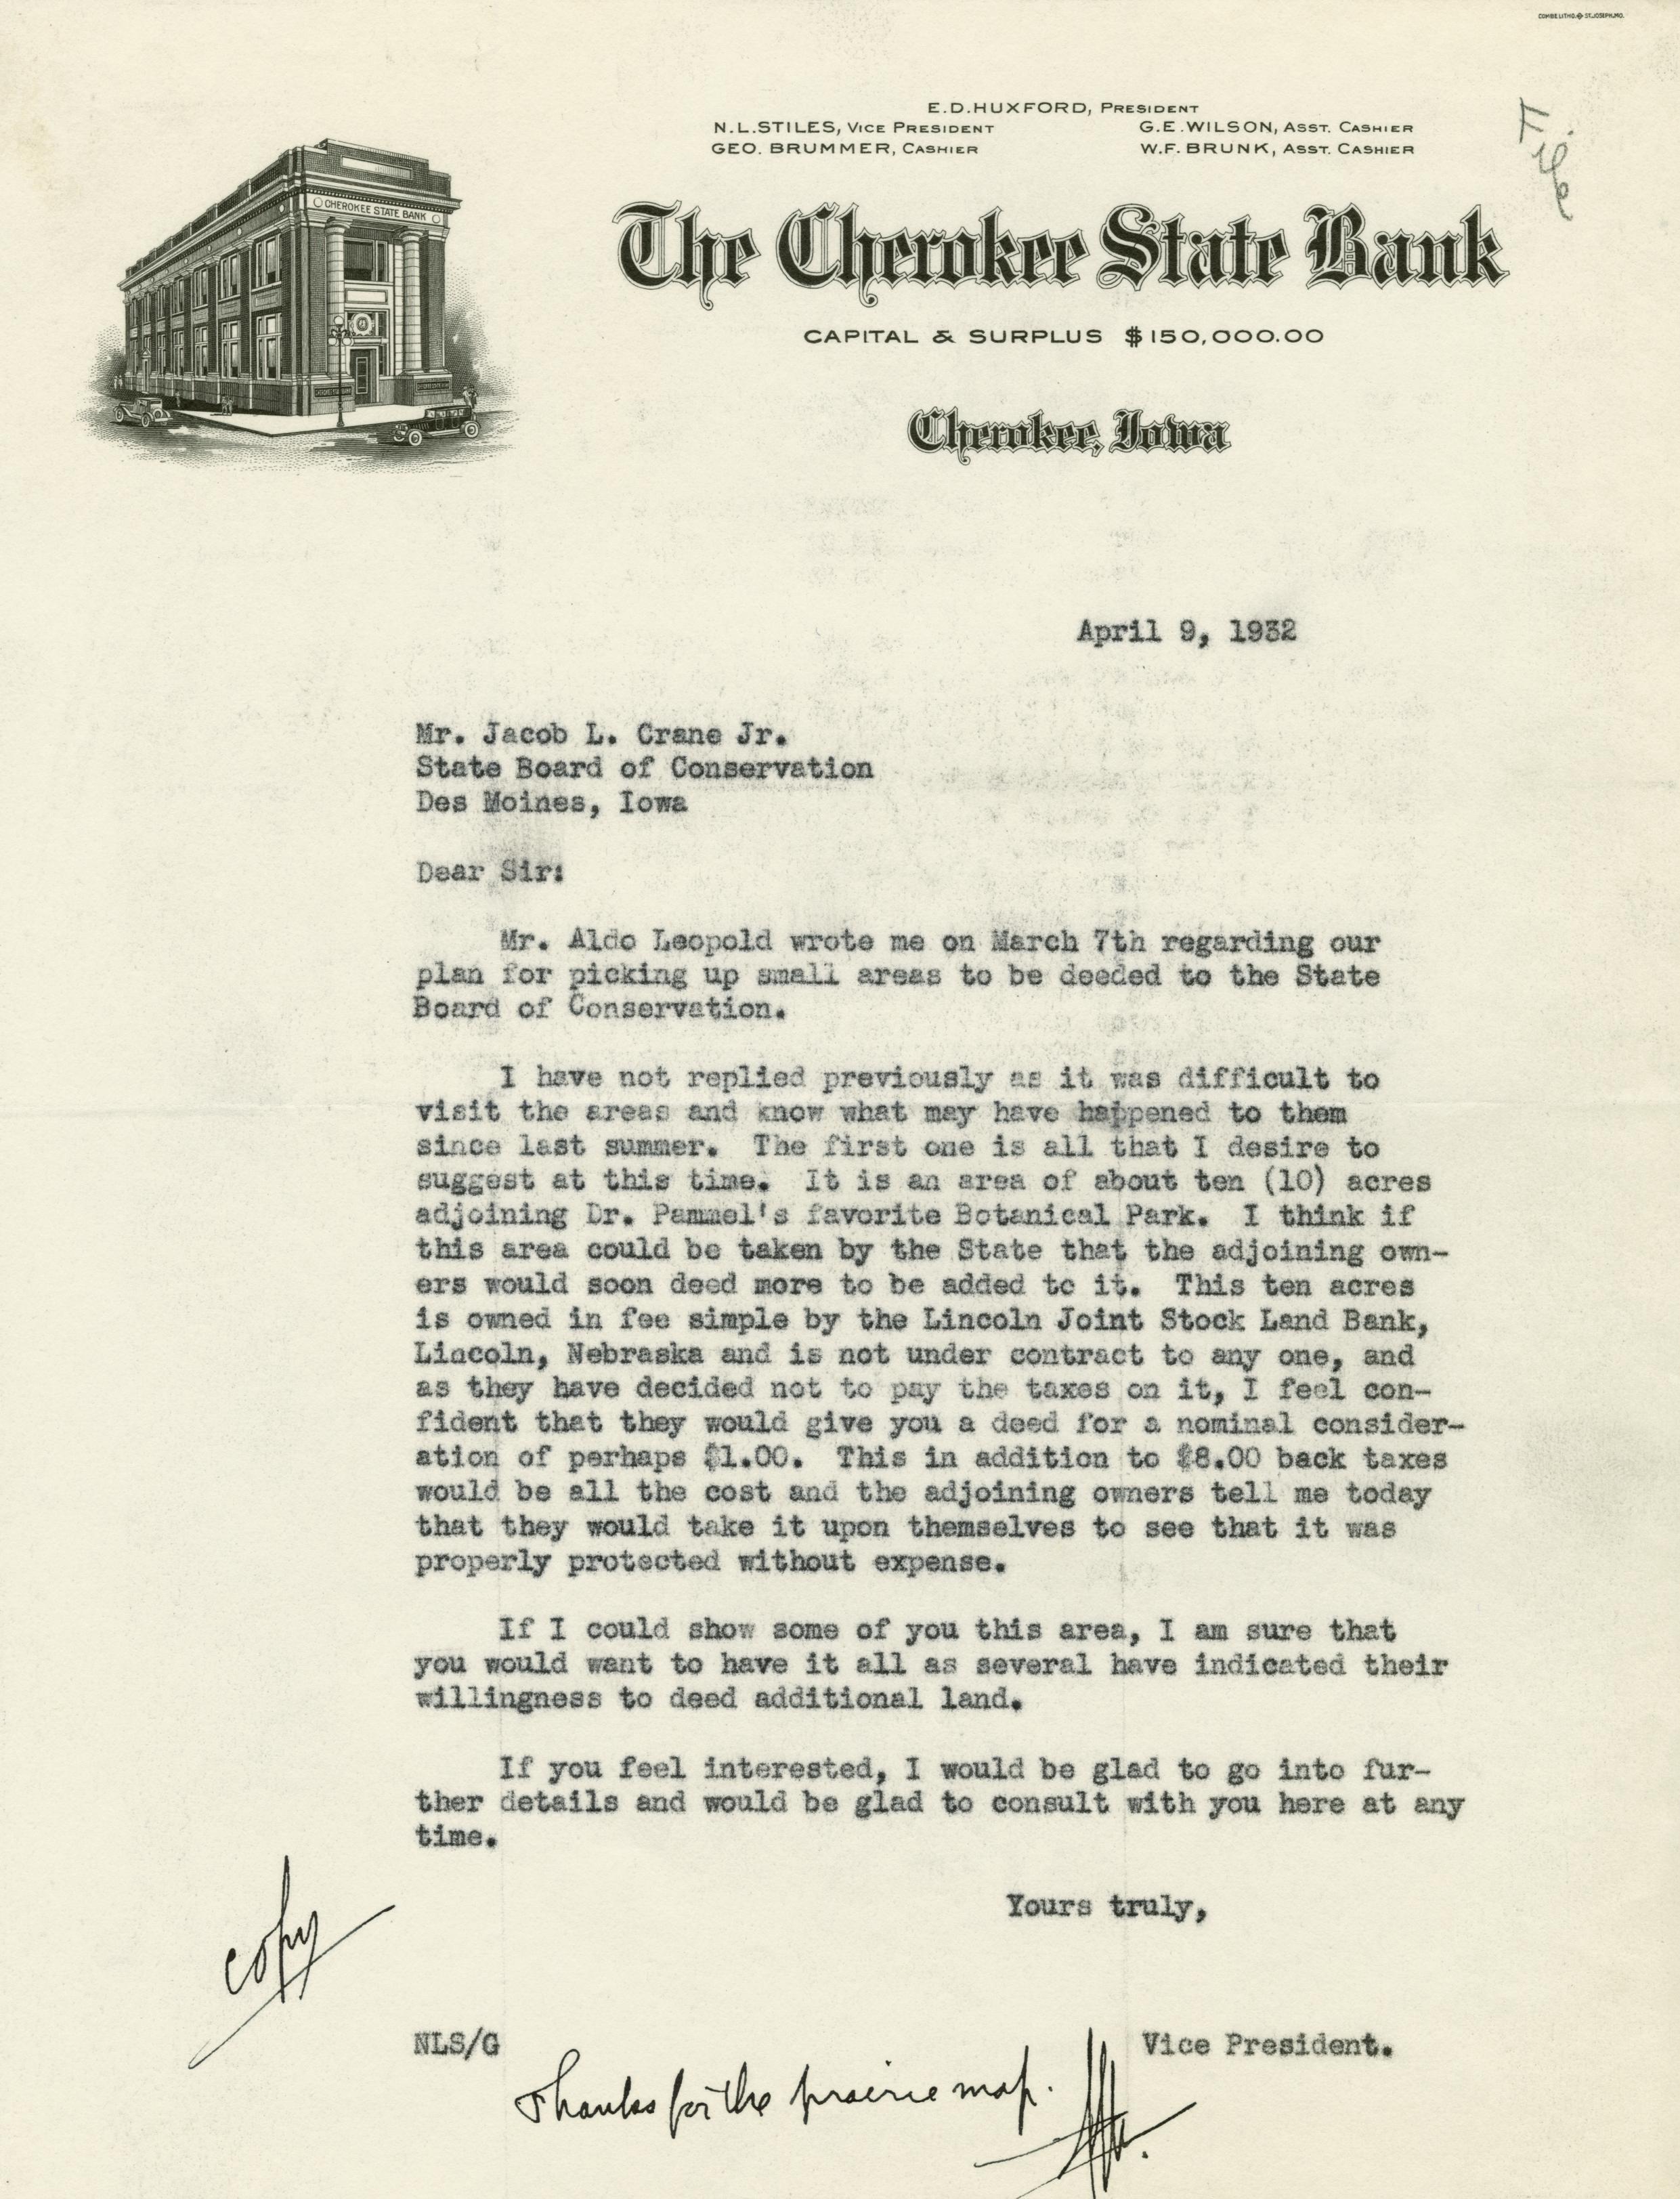 COMBE LITHO. ST. JOSEPH, MO.
E.D. HUXFORD, PRESIDENT
N.L. STILES, VICE PRESIDENT G.E. WILSON, ASST. CASHIER
GEO. BRUMMER, CASHIER W.F. BRUNK, ASST. CASHIER
CHEROKEE STATE BANK
The Cherokee State Bank
CAPITAL & SURPLUS $150,000.00
Cherokee, Iowa
April 9, 1932
Mr. Jacob L. Crane Jr.
State Board of Conservation
Des Moines, Iowa
Dear Sir:
Mr. Aldo Leopold wrote me on March 7th regarding our
plan for picking up small areas to be deeded to the State
Board of Conservation.
I have not replied previously as it was difficult to
visit the areas and know what may have happened to them
since last summer. The first one is all that I desire to
suggest at this time. It is an area of about ten (10) acres
adjoining Dr. Pammel's favorite Botanical Park. I think if
this area could be taken by the State that the adjoining own-
ers would soon deed more to be added to it. This ten acres
is owned in fee simple by the Lincoln Joint Stock Land Bank,
Lincoln, Nebraska and is not under contract to any one, and
as they have decided not to pay the taxes on it, I feel con-
fident that they would give you a deed for a nominal consider-
ation of perhaps $1.00. This in addition to $8.00 back taxes
would be all the cost and the adjoining owners tell me today
that they would take it upon themselves to see that it was
properly protected without expense.
If I could show some of you this area, I am sure that
you would want to have it all as several have indicated their
willingness to deed additional land.
If you feel interested, I would be glad to go into fur-
ther details and would be glad to consult with you here at any
time.
Yours truly,
copy
NLS/G Vice President.
Thanks for the prairie map.